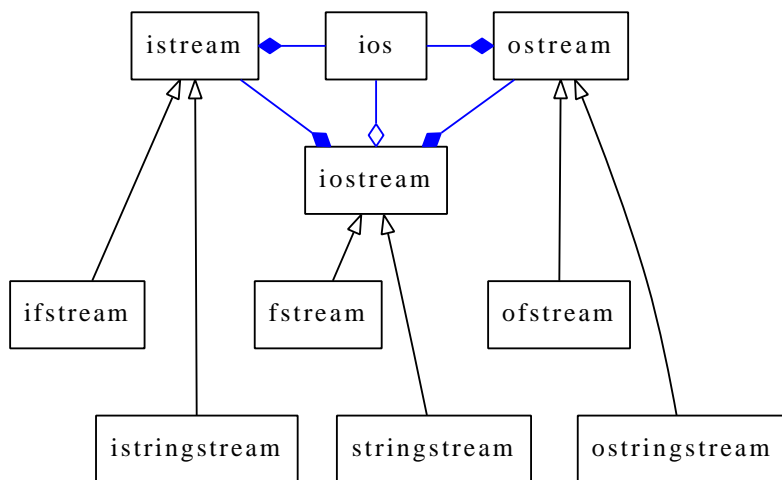 istream
ios
ostream
iostream
ifstream
fstream
ofstream
istringstream
stringstream
ostringstream